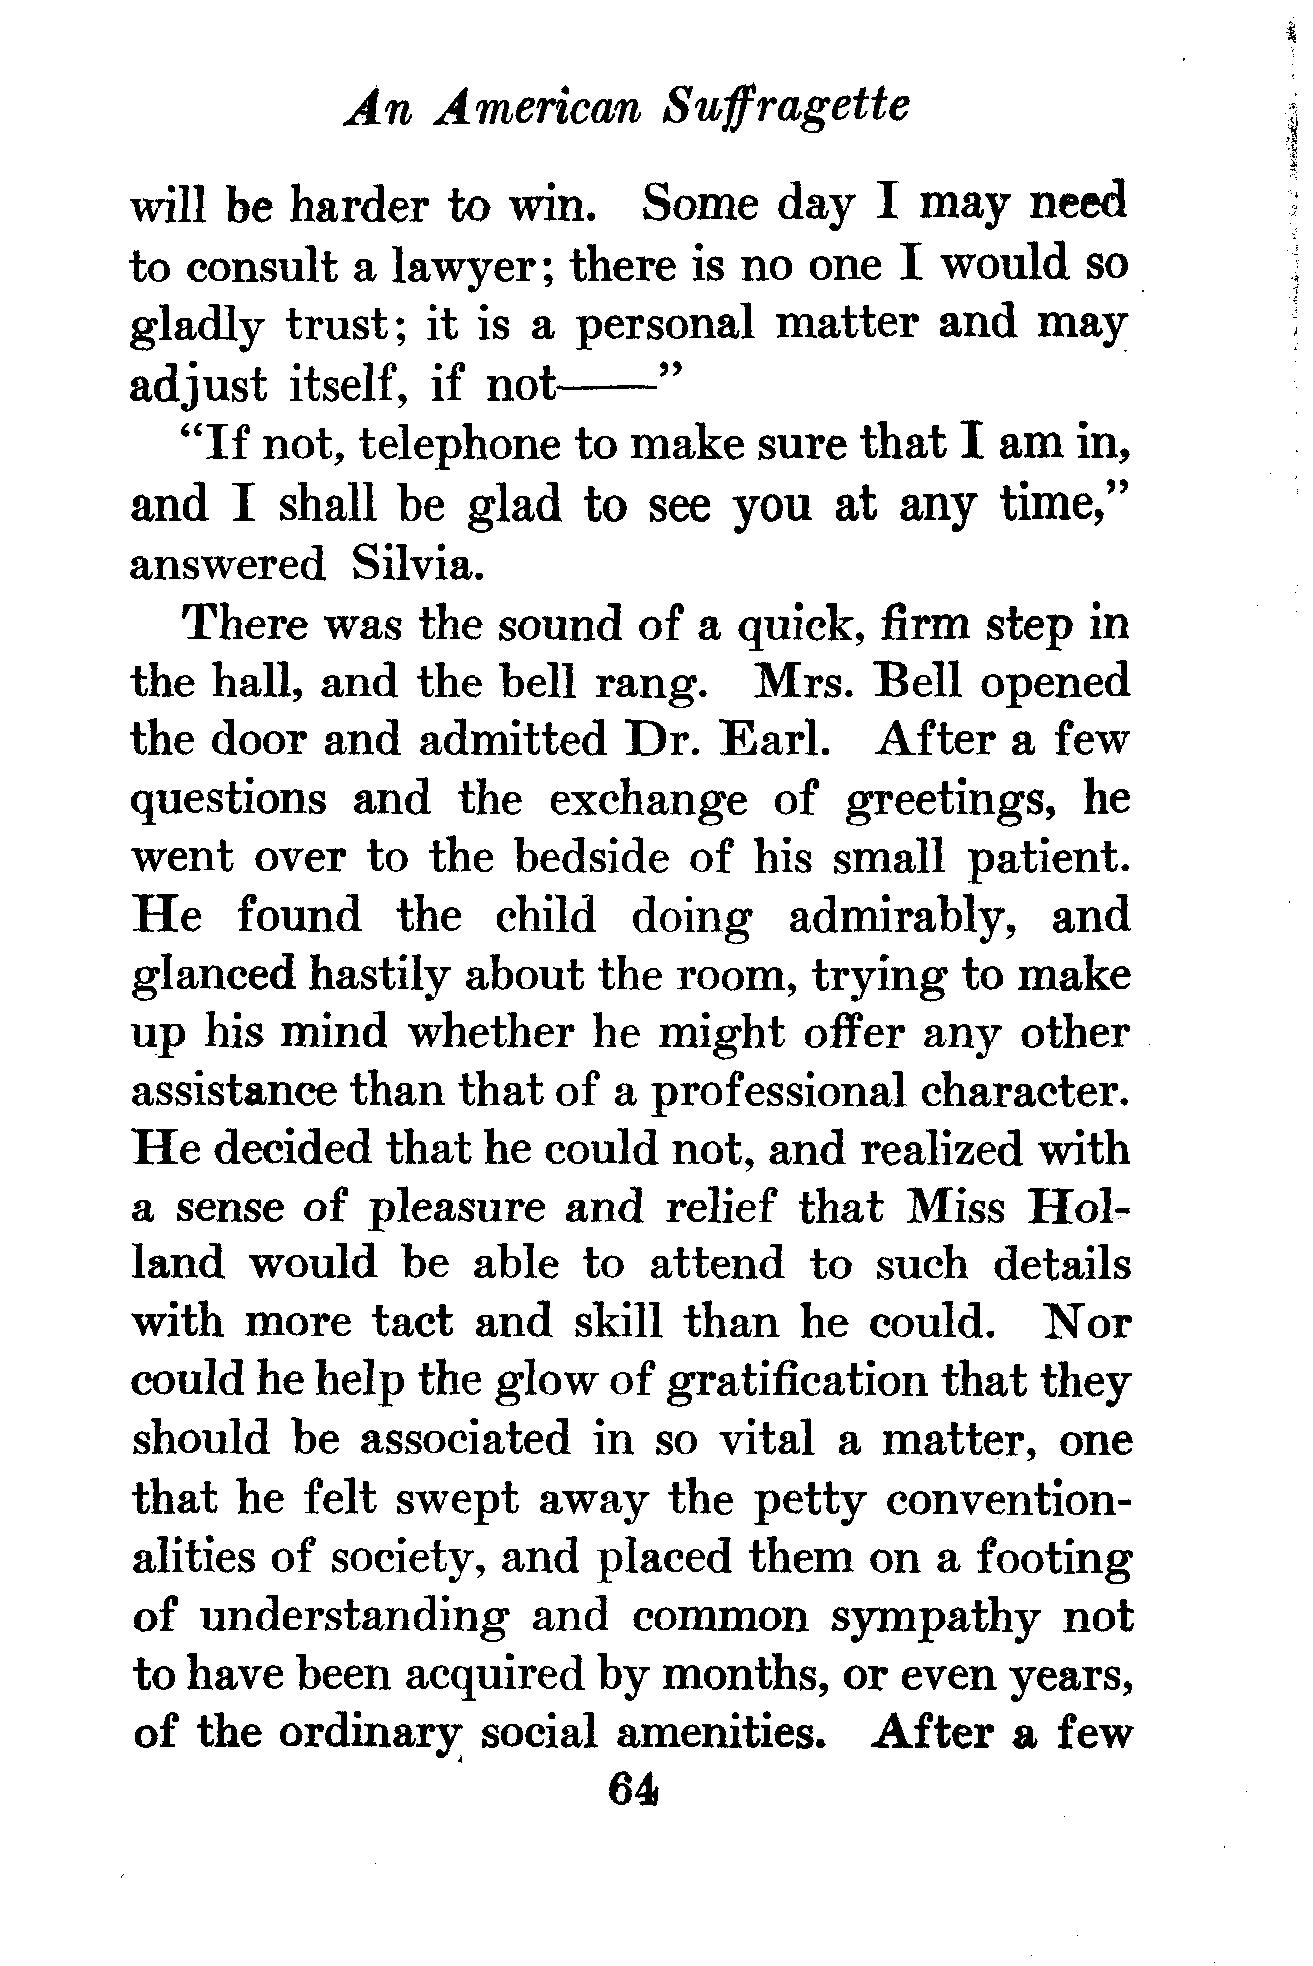 An American Suffragette
will be harder to win. Some day I may need
to consult a lawyer; there is no one I would so
gladly trust; it is a personal matter and may
adjust itself, if not——”
“If not, telephone to make sure that I am in,
and I shall be glad to see you at any time,”
answered Silvia.
There was the sound of a quick, firm step in
the hall, and the bell rang. Mrs. Bell opened
the door and admitted Dr. Earl. After a few
questions and the exchange of greetings, he
went over to the bedside of his small patient.
He found the child doing admirably, and
glanced hastily about the room, trying to make
up his mind whether he might offer any other
assistance than that of a professional character.
He decided that he could not, and realized with
a sense of pleasure and relief that Miss Hol-
land would be able to attend to such details
with more tact and skill than he could. Nor
could he help the glow of gratification that they
should be associated in so vital a matter, one
that he felt swept away the petty convention-
alities of society, and placed them on a footing
of understanding and common sympathy not
to have been acquired by months, or even years,
of the ordinary social amenities. After a few
64